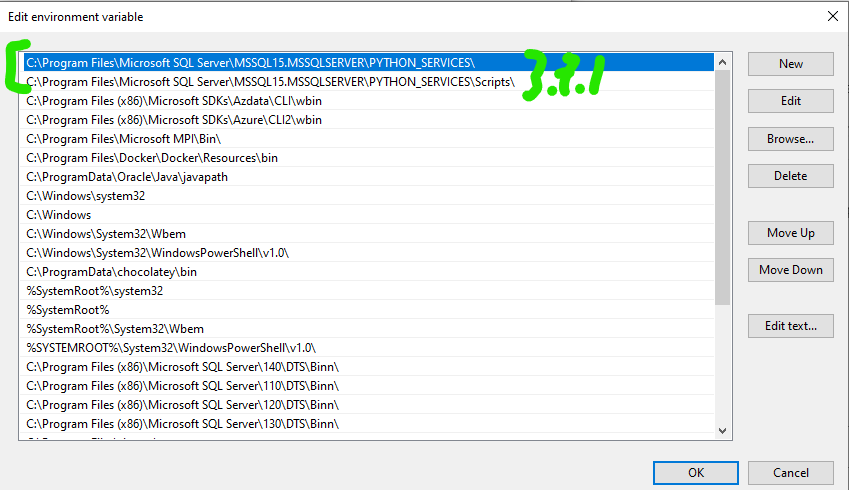 Edit environment variable
C:\Program Files\Microsoft SQL Server\MSSQL15.MSSQLSERVER\PYTHON_SERVICES\
C:\Program Files\Microsoft SQL Server\MSSQL15.MSSQLSERVER\PYTHON_SERVICES\Scripts\
3.7.1
C:\Program Files (x86)\Microsoft SDKs\Azdata\CLI\wbin
C:\Program Files (x86)\Microsoft SDKs\Azure\CLI2\wbin
C:\Program Files\Microsoft MPI\Bin\
C:\Program Files\Docker\Docker\Resources\bin
C:\ProgramData\Oracle\Java\javapath
C:\Windows\system32
C:\Windows
C:\Windows\System32\Wbem
C:\Windows\System32\WindowsPowerShell\v1.0\
C:\ProgramData\chocolatey\bin
%SystemRoot%\system32
%SystemRoot%
%SystemRoot%\System32\Wbem
%SYSTEMROOT%\System32\WindowsPowerShell\v1.0\
C:\Program Files (x86)\Microsoft SQL Server\140\DTS\Binn\
C:\Program Files (x86)\Microsoft SQL Server\110\DTS\Binn\
C:\Program Files (x86)\Microsoft SQL Server\120\DTS\Binn\
C:\Program Files (x86)\Microsoft SQL Server\130\DTS\Binn\
New
Edit
Browse...
Delete
Move Up
Move Down
Edit text...
OK
Cancel